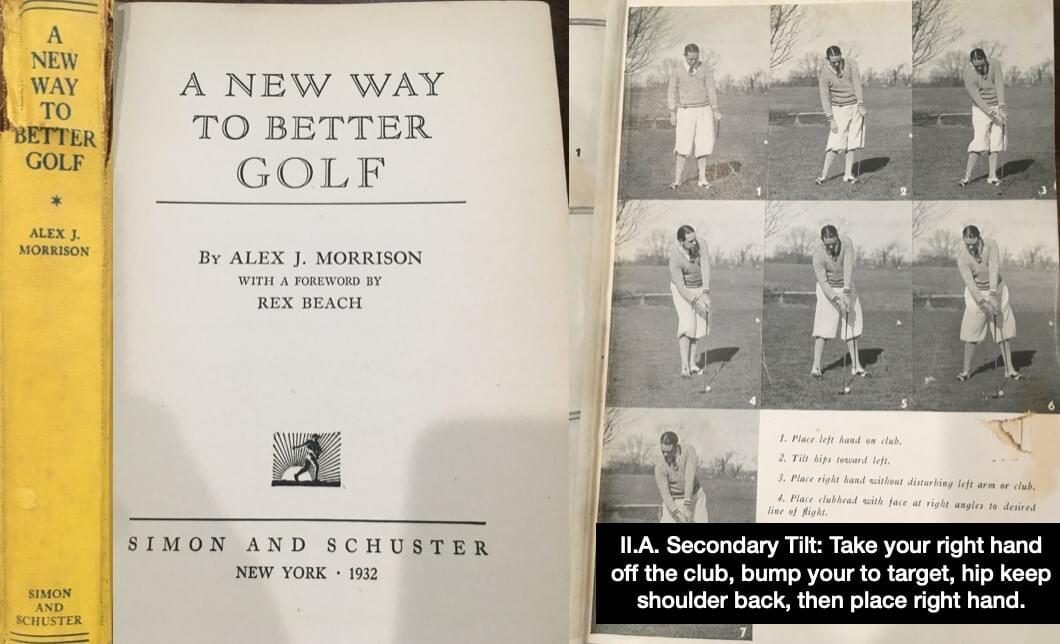 A
NEW
WAY
TO
BETTER
GOLF
*
ALEX J.
MORRISON
SIMON
AND
SCHUSTER
A NEW WAY
TO BETTER
GOLF
BY ALEX J. MORRISON
WITH A FOREWORD BY
REX BEACH
SIMON AND SCHUSTER
NEW YORK · 1932
1
1
2
3
4
5
6
7
1. Place left hand on club.
2. Tilt hips toward left.
3. Place right hand without disturbing left arm or club.
4. Place clubhead with face at right angles to desired
line of flight.
II.A. Secondary Tilt: Take your right hand
off the club, bump your to target, hip keep
shoulder back, then place right hand.